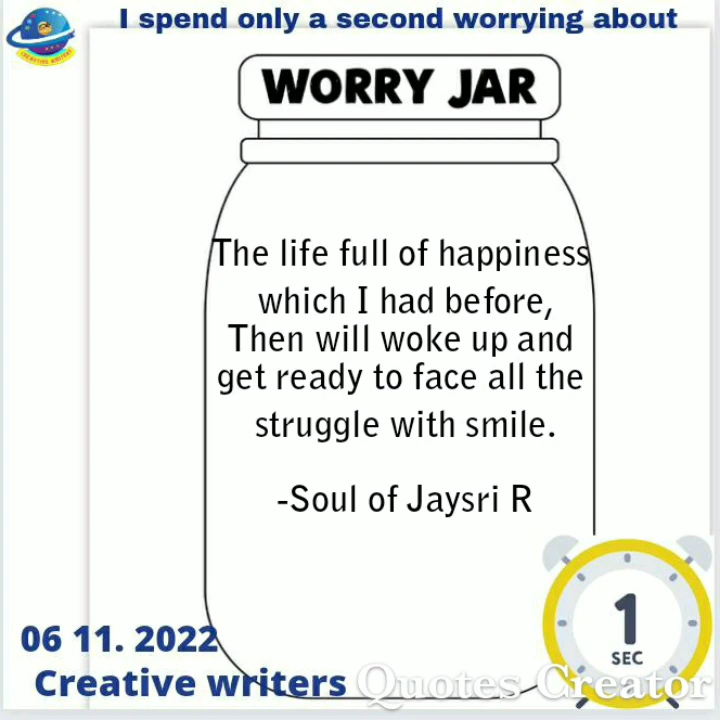 I spend only a second worrying about
WORRY JAR
The life full of happiness
which I had before,
Then will woke up and
get ready to face all the
struggle with smile.
-Soul of Jaysri R
1
SEC
06 11. 2022
Creative writers
Quotes Creator